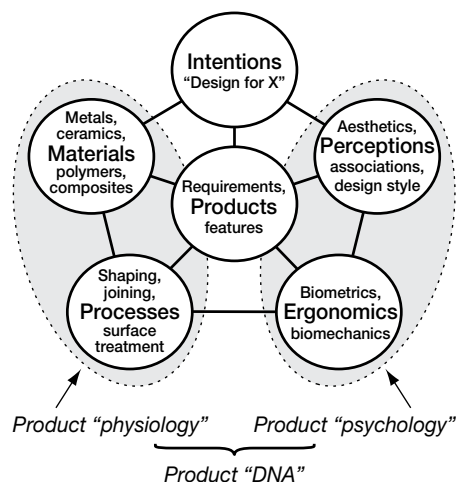 Intentions
“Design for X”
Metals,
ceramics,
Materials
polymers,
composites
Aesthetics,
Perceptions
associations,
design style
Requirements,
Products
features
Shaping,
joining,
Processes
surface
treatment
Biometrics,
Ergonomics
biomechanics
Product “physiology”
Product “psychology”
Product “DNA”